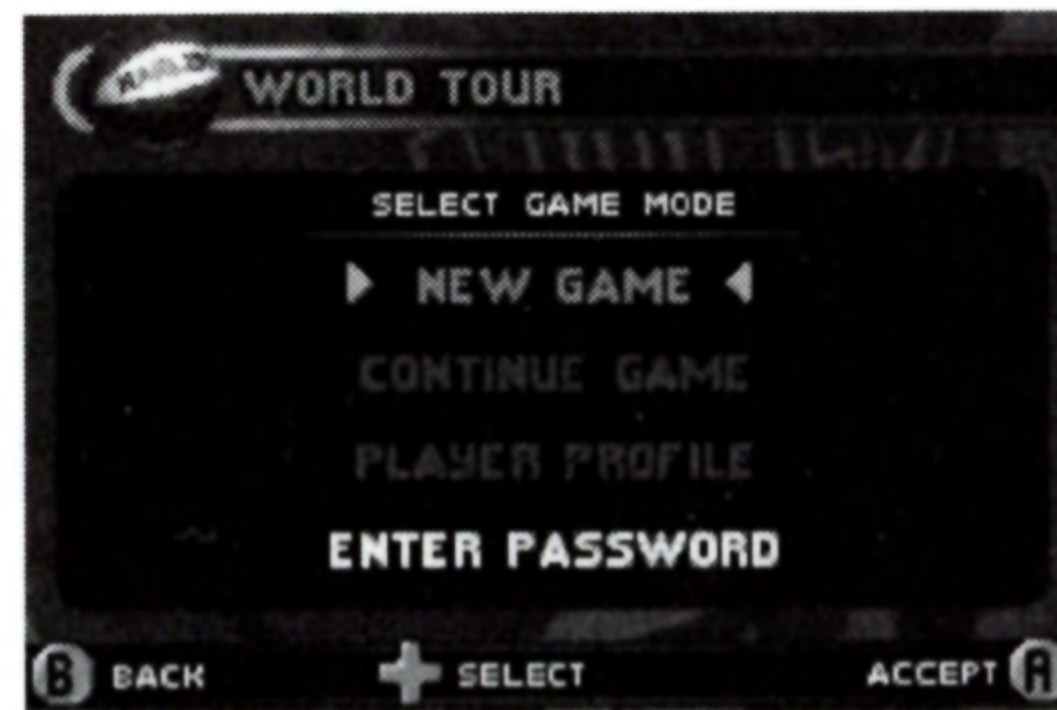 WORLD TOUR
SELECT GAME MODE
NEW GAME
CONTINUE GAME
PLAYER PROFILE
ENTER PASSWORD
B BACK SELECT ACCEPT A